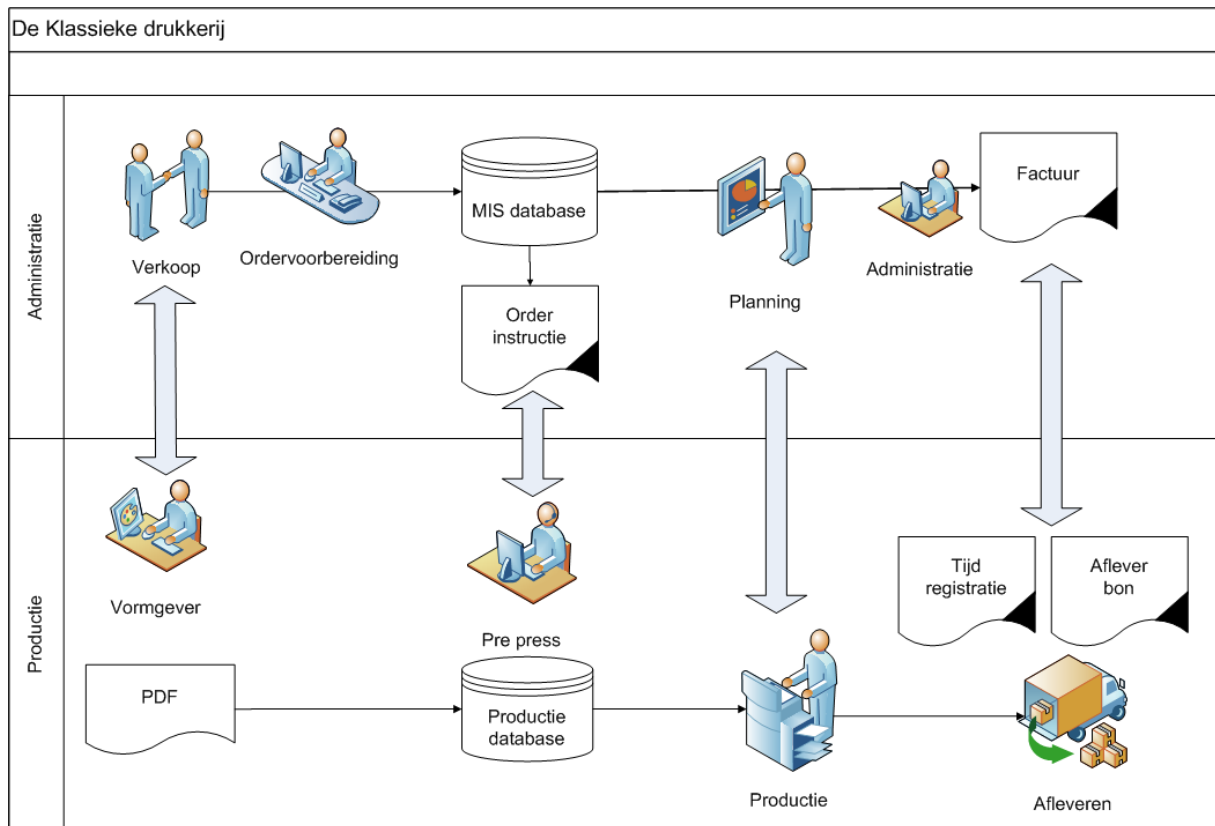 De Klassieke drukkerij
Administratie
Verkoop
Ordervoorbereiding
MIS database
Order
instructie
Planning
Administratie
Factuur
Productie
Vormgever
Pre press
Tijd
registratie
Aflever
bon
PDF
Productie
database
Productie
Afleveren